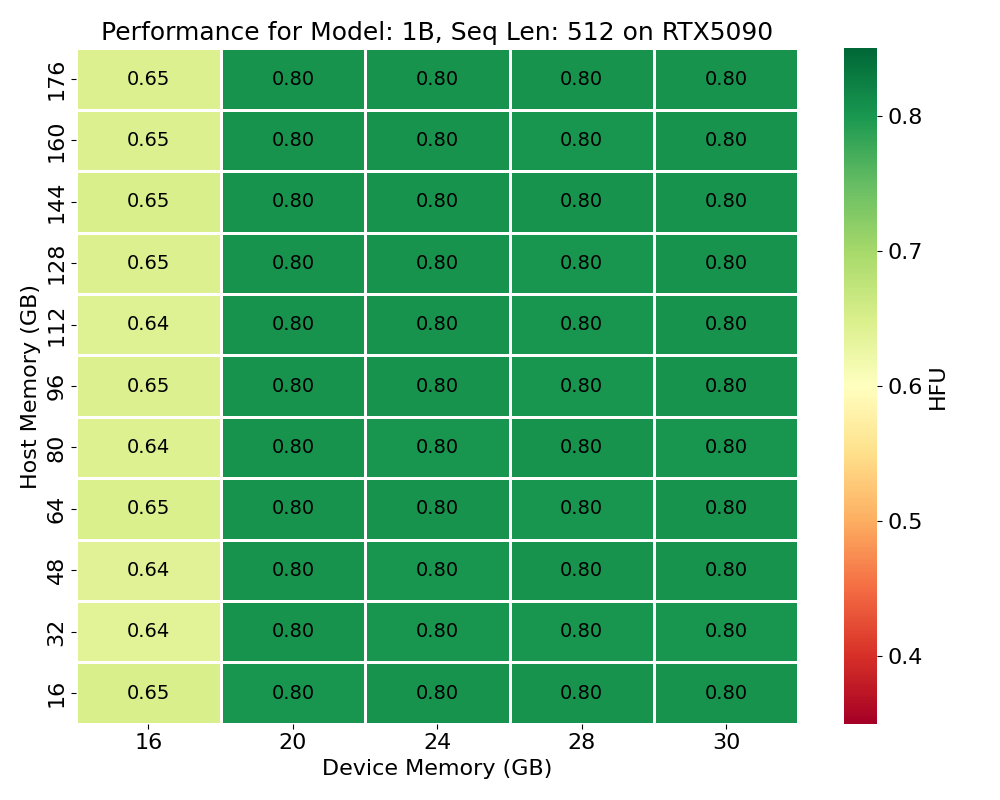 Performance for Model: 1B, Seq Len: 512 on RTX5090
176 0.65 0.80 0.80 0.80 0.80
160 0.65 0.80 0.80 0.80 0.80
144 0.65 0.80 0.80 0.80 0.80
128 0.65 0.80 0.80 0.80 0.80
112 0.64 0.80 0.80 0.80 0.80
96 0.65 0.80 0.80 0.80 0.80
80 0.64 0.80 0.80 0.80 0.80
64 0.65 0.80 0.80 0.80 0.80
48 0.64 0.80 0.80 0.80 0.80
32 0.64 0.80 0.80 0.80 0.80
16 0.65 0.80 0.80 0.80 0.80
Host Memory (GB)
16 20 24 28 30
Device Memory (GB)
0.8
0.7
0.6
0.5
0.4
HFU